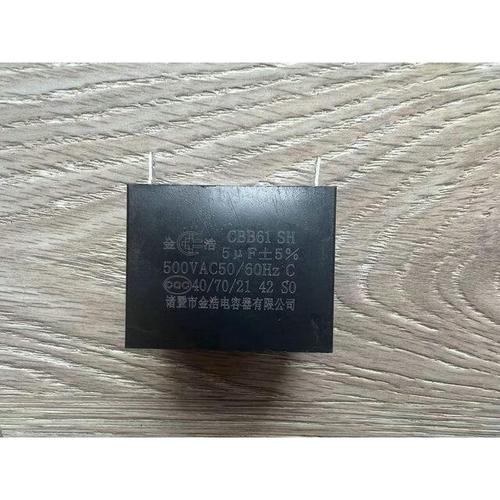 金 浩 CBB61 SH
5μF±5%
500VAC50/60Hz C
CQC 40/70/21 42 S0
诸暨市金浩电容器有限公司